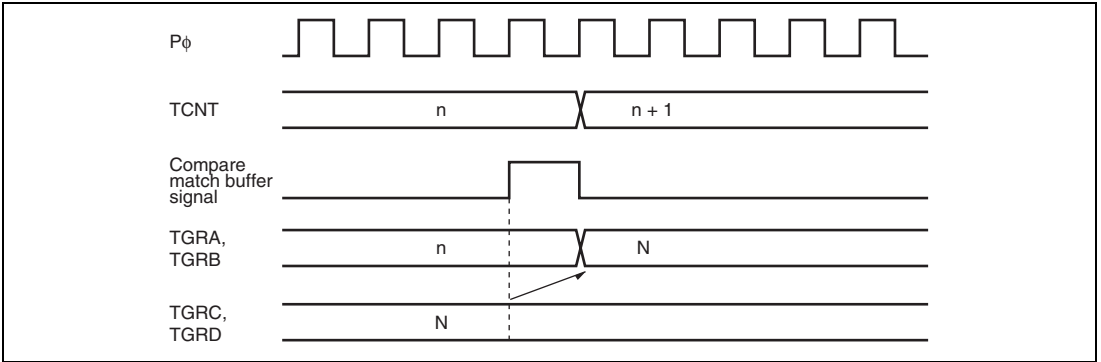 Pϕ
TCNT
n
n + 1
Compare
match buffer
signal
TGRA,
TGRB
n
N
TGRC,
TGRD
N